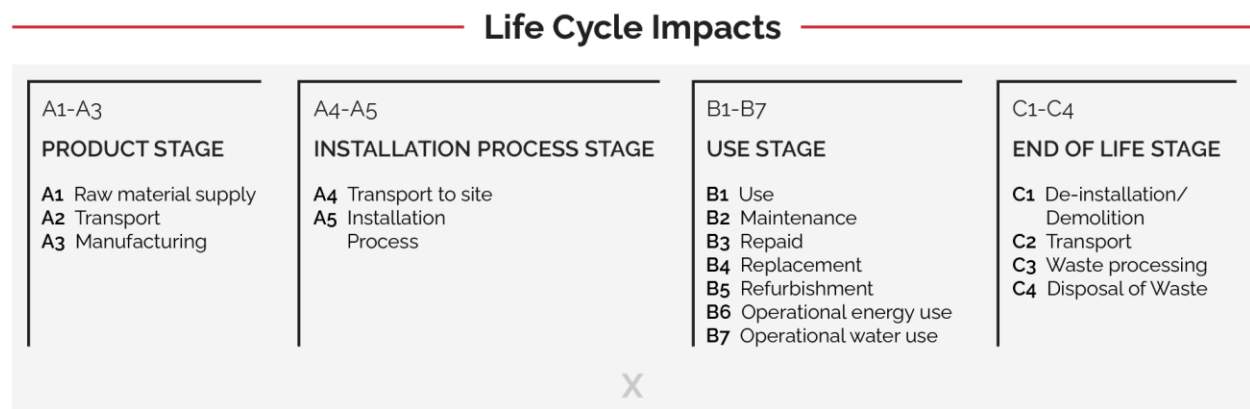 Life Cycle Impacts
A1-A3
PRODUCT STAGE
A1 Raw material supply
A2 Transport
A3 Manufacturing
A4-A5
INSTALLATION PROCESS STAGE
A4 Transport to site
A5 Installation
Process
B1-B7
USE STAGE
B1 Use
B2 Maintenance
B3 Repaid
B4 Replacement
B5 Refurbishment
B6 Operational energy use
B7 Operational water use
C1-C4
END OF LIFE STAGE
C1 De-installation/
Demolition
C2 Transport
C3 Waste processing
C4 Disposal of Waste
X